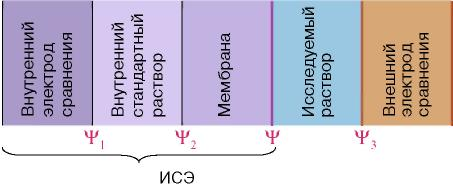 Внутренний
электрод
сравнения
Внутренний
стандартный
раствор
Мембрана
Исследуемый
раствор
Внешний
электрод
сравнения
Ψ1
Ψ2
Ψ
Ψ3
ИСЭ